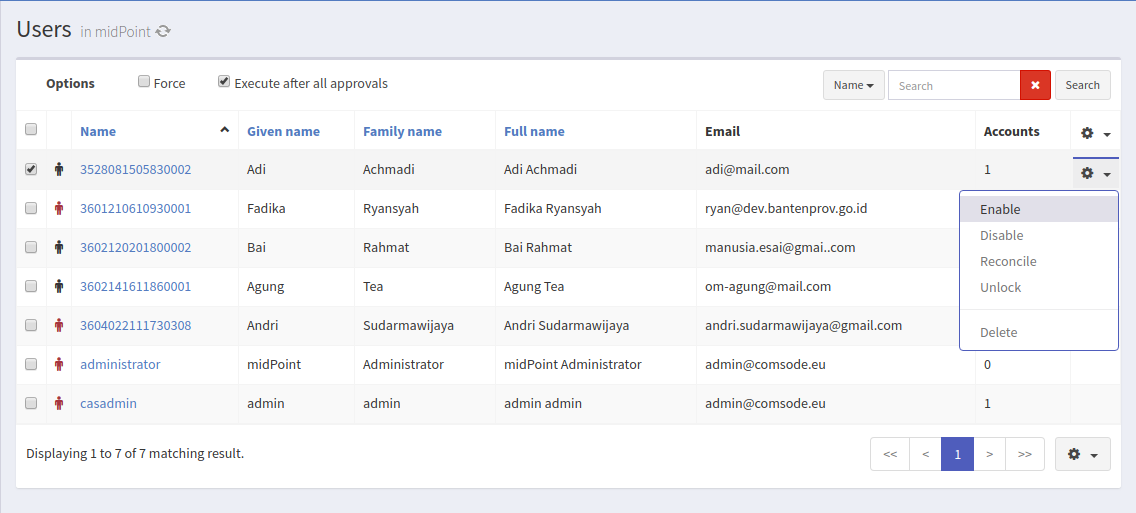 Users in midPoint
Options Force Execute after all approvals Name Search Search
Name Given name Family name Full name Email Accounts
3528081505830002 Adi Achmadi Adi Achmadi adi@mail.com 1
3601210610930001 Fadika Ryansyah Fadika Ryansyah ryan@dev.bantenprov.go.id
Enable
3602120201800002 Bai Rahmat Bai Rahmat manusia.esai@gmai..com
Disable
Reconcile
3602141611860001 Agung Tea Agung Tea om-agung@mail.com
Unlock
3604022111730308 Andri Sudarmawijaya Andri Sudarmawijaya andri.sudarmawijaya@gmail.com
Delete
administrator midPoint Administrator midPoint Administrator admin@comsode.eu 0
casadmin admin admin admin admin admin@comsode.eu 1
Displaying 1 to 7 of 7 matching result. << < 1 > >>